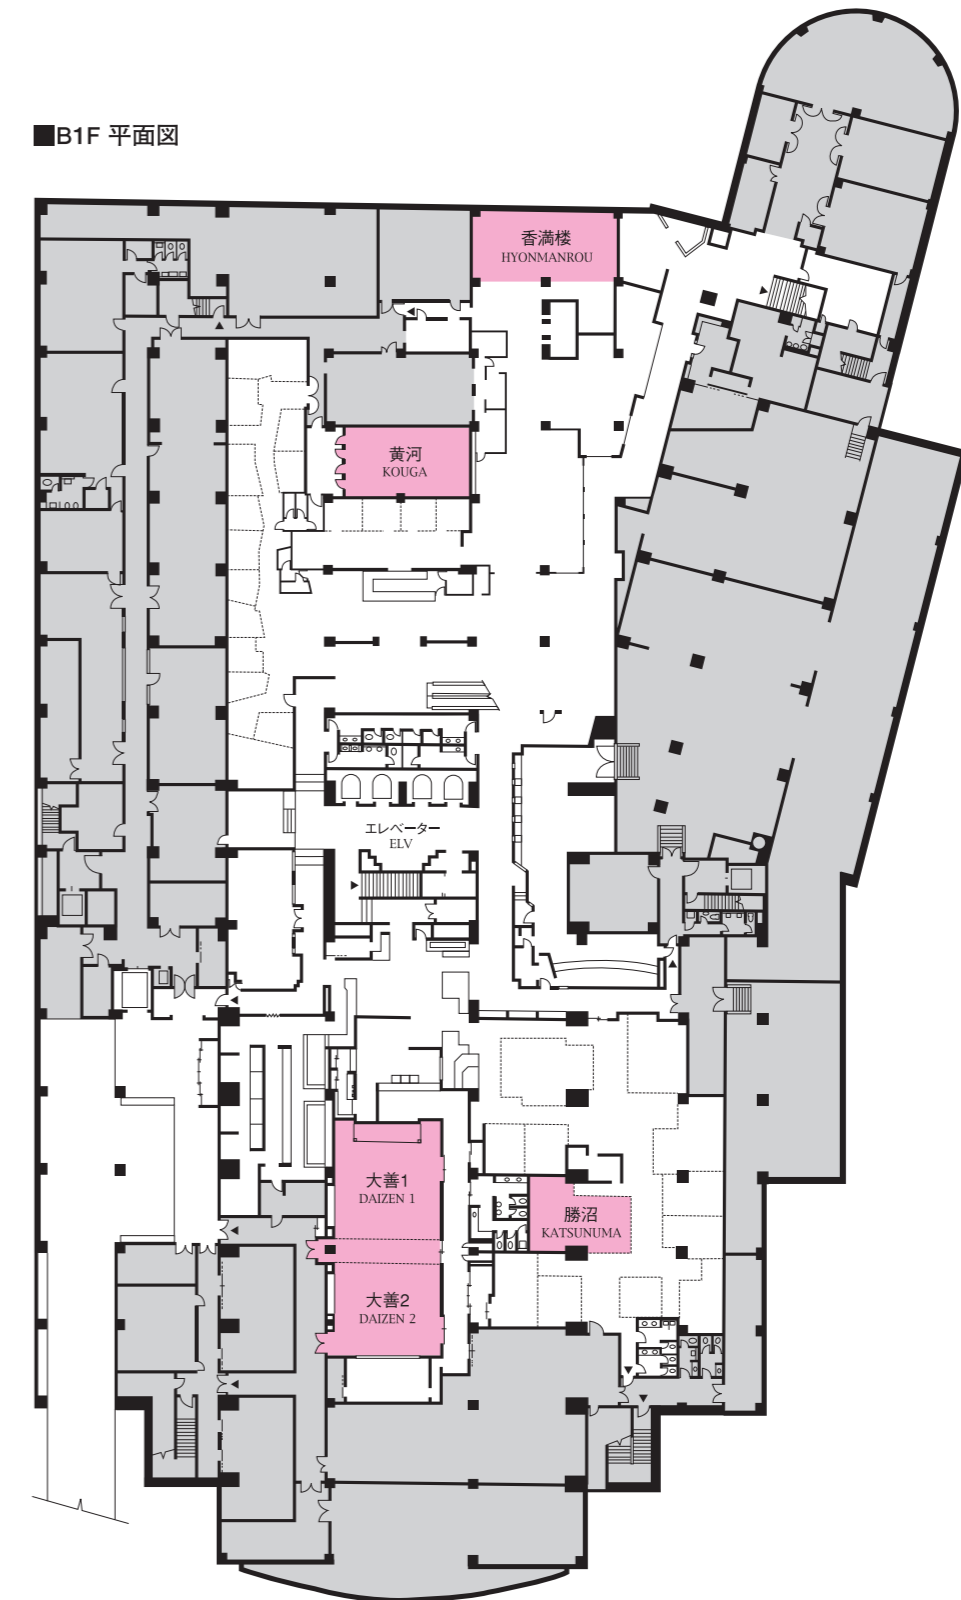 ■B1F 平面図
香満楼
HYONMANROU
黄河
KOUGA
エレベーター
ELV
大善1
DAIZEN 1
勝沼
KATSUNUMA
大善2
DAIZEN 2